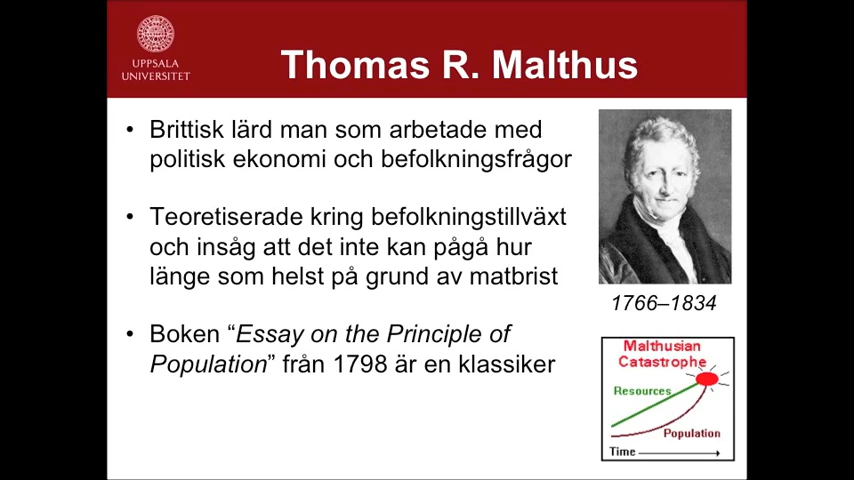 UPPSALA
UNIVERSITET
Thomas R. Malthus
• Brittisk lärd man som arbetade med
politisk ekonomi och befolkningsfrågor
• Teoretiserade kring befolkningstillväxt
och insåg att det inte kan pågå hur
länge som helst på grund av matbrist
• Boken “Essay on the Principle of
Population” från 1798 är en klassiker
1766–1834
Malthusian
Catastrophe
Resources
Population
Time